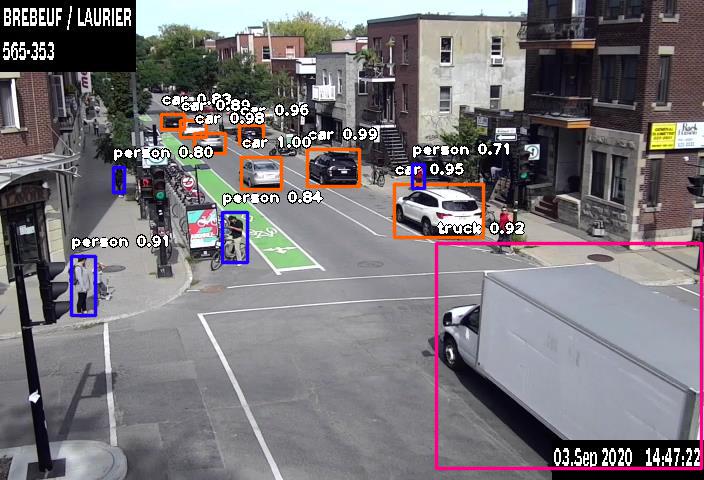 BREBEUF / LAURIER
565-353
car 0.83
car 0.89
car 0.96
car 0.98
car 1.00
car 0.99
person 0.80
person 0.71
car 0.95
person 0.84
truck 0.92
person 0.91
03.Sep 2020 14:47:22